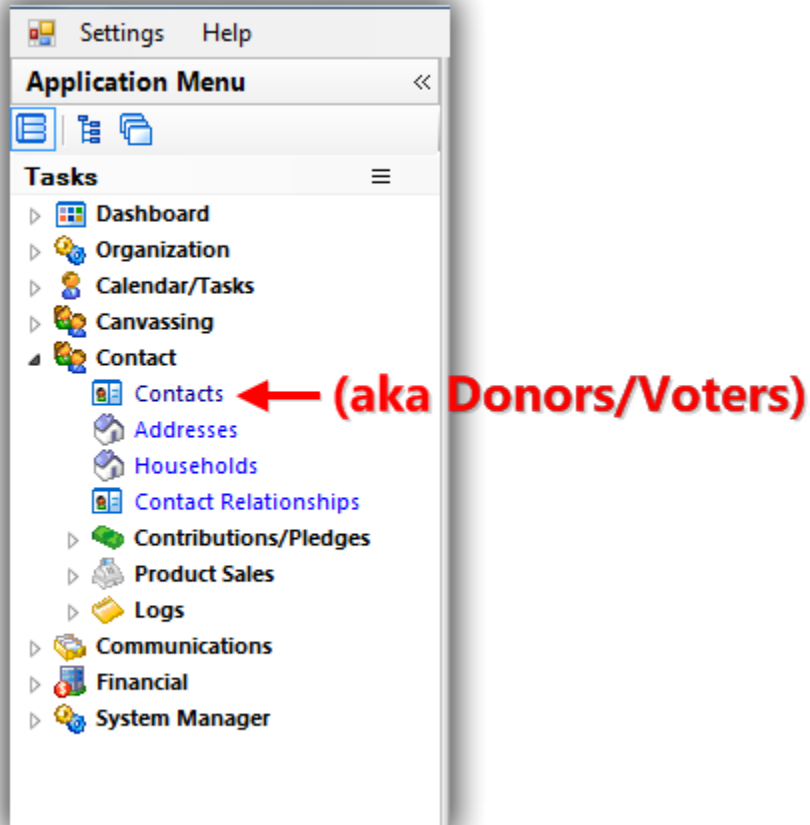 Settings Help
Application Menu
Tasks
Dashboard
Organization
Calendar/Tasks
Canvassing
Contact
Contacts (aka Donors/Voters)
Addresses
Households
Contact Relationships
Contributions/Pledges
Product Sales
Logs
Communications
Financial
System Manager